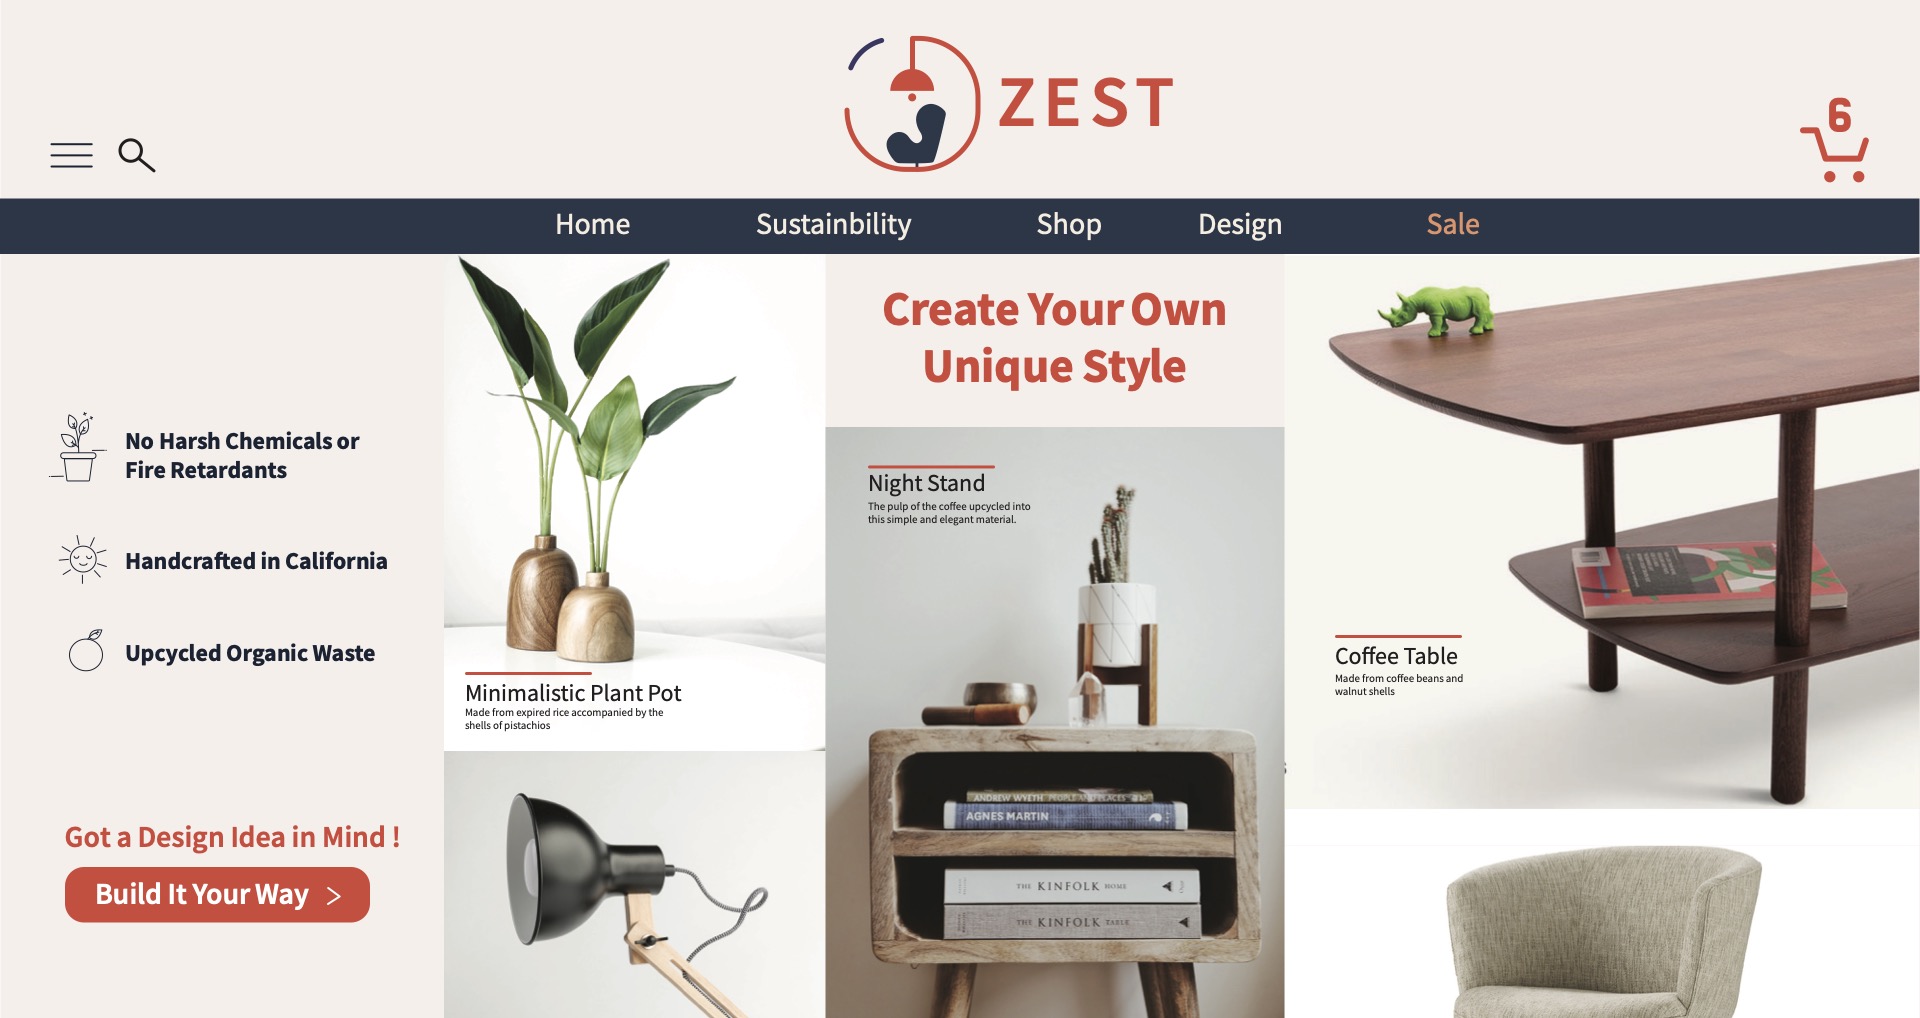 ZEST
6
Home
Sustainbility
Shop
Design
Sale
No Harsh Chemicals or
Fire Retardants
Handcrafted in California
Upcycled Organic Waste
Got a Design Idea in Mind !
Build It Your Way >
Minimalistic Plant Pot
Made from expired rice accompanied by the
shells of pistachios
Create Your Own
Unique Style
Night Stand
The pulp of the coffee upcycled into
this simple and elegant material.
ANDREW WYETH PEOPLE AND PLACES
AGNES MARTIN
THE KINFOLK HOME
THE KINFOLK TABLE
Coffee Table
Made from coffee beans and
walnut shells